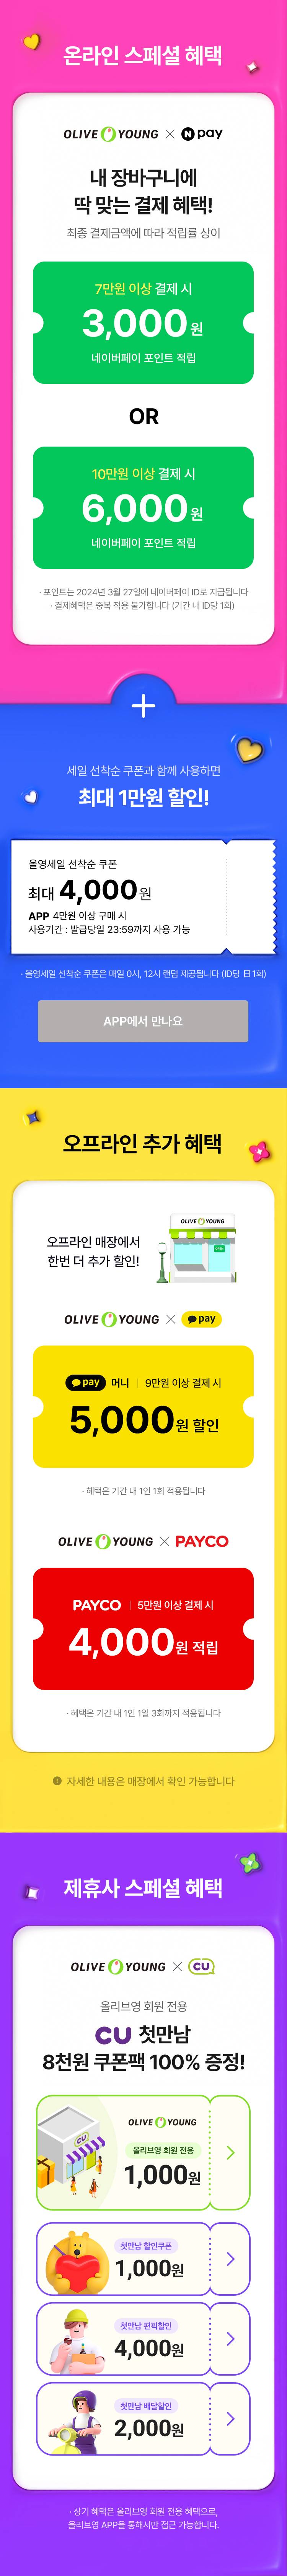 온라인 스페셜 혜택
OLIVE YOUNG × N pay
내 장바구니에
딱 맞는 결제 혜택!
최종 결제금액에 따라 적립률 상이
7만원 이상 결제 시
3,000원
네이버페이 포인트 적립
OR
10만원 이상 결제 시
6,000원
네이버페이 포인트 적립
· 포인트는 2024년 3월 27일에 네이버페이 ID로 지급됩니다
· 결제혜택은 중복 적용 불가합니다 (기간 내 ID당 1회)
+
세일 선착순 쿠폰과 함께 사용하면
최대 1만원 할인!
올영세일 선착순 쿠폰
최대 4,000원
APP 4만원 이상 구매 시
사용기간 : 발급당일 23:59까지 사용 가능
· 올영세일 선착순 쿠폰은 매일 0시, 12시 랜덤 제공됩니다 (ID당 日1회)
APP에서 만나요
오프라인 추가 혜택
OLIVE YOUNG
오프라인 매장에서
한번 더 추가 할인!
OLIVE YOUNG × pay
pay 머니 | 9만원 이상 결제 시
5,000원 할인
· 혜택은 기간 내 1인 1회 적용됩니다
OLIVE YOUNG × PAYCO
PAYCO | 5만원 이상 결제 시
4,000원 적립
· 혜택은 기간 내 1인 1일 3회까지 적용됩니다
! 자세한 내용은 매장에서 확인 가능합니다
제휴사 스페셜 혜택
OLIVE YOUNG × CU
올리브영 회원 전용
CU 첫만남
8천원 쿠폰팩 100% 증정!
CU
OLIVE YOUNG
올리브영 회원 전용
1,000원
첫만남 할인쿠폰
1,000원
첫만남 편픽할인
4,000원
첫만남 배달할인
2,000원
· 상기 혜택은 올리브영 회원 전용 혜택으로,
올리브영 APP을 통해서만 접근 가능합니다.